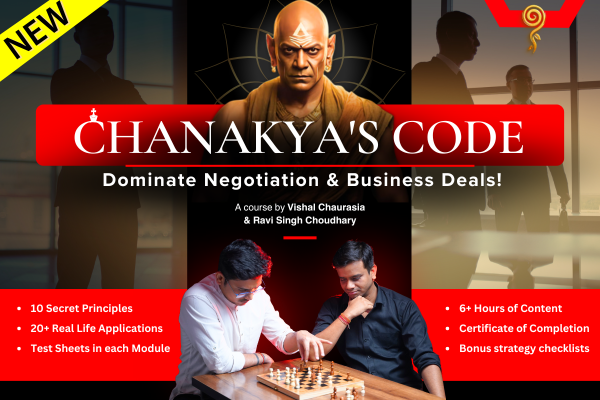 NEW
CHANAKYA'S CODE
Dominate Negotiation & Business Deals!
A course by Vishal Chaurasia
& Ravi Singh Choudhary
• 10 Secret Principles
• 20+ Real Life Applications
• Test Sheets in each Module
• 6+ Hours of Content
• Certificate of Completion
• Bonus strategy checklists